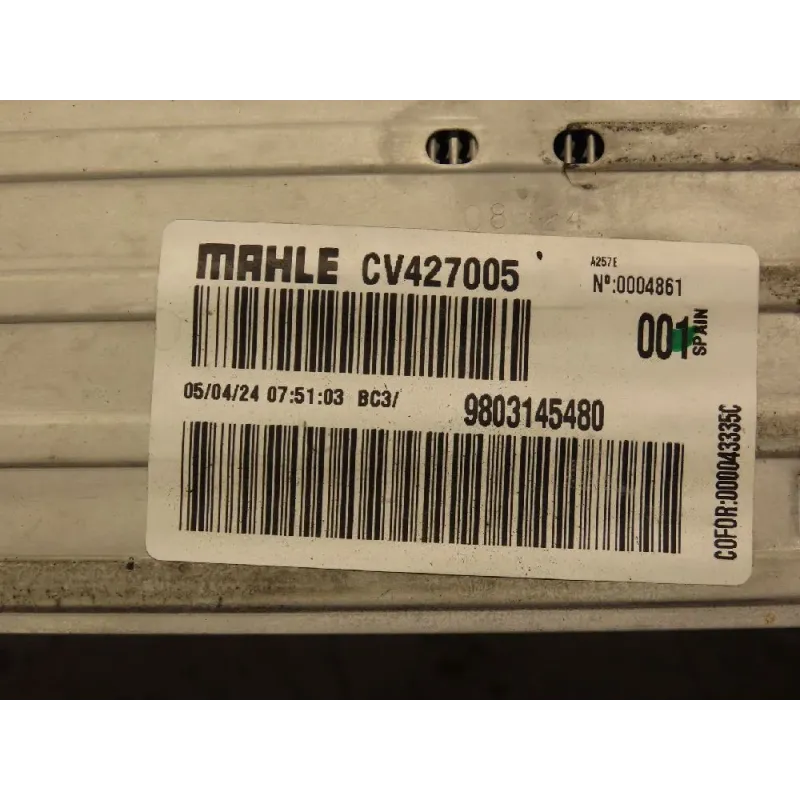 MAHLE CV427005
A257E
Nº:0004861
001 SPAIN
05/04/24 07:51:03 BC3/
9803145480
COFOR:000043335C